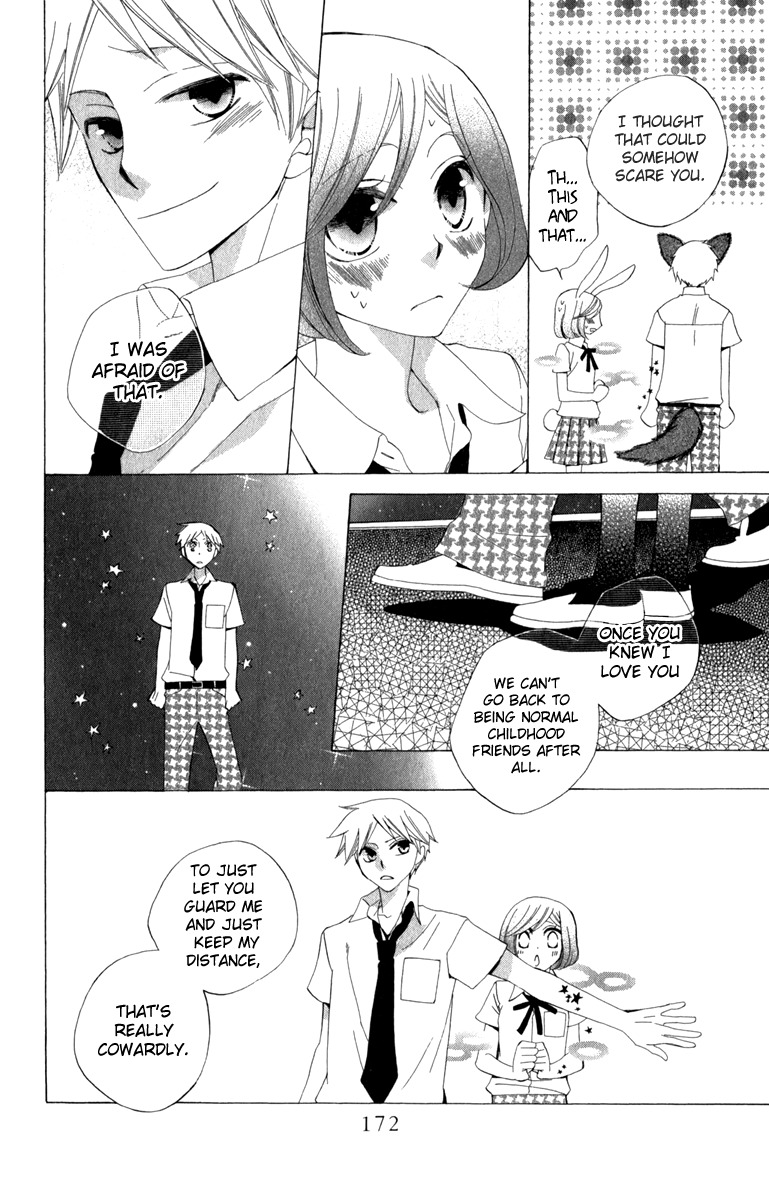 I THOUGHT
THAT COULD
SOMEHOW
SCARE YOU.
TH...
THIS
AND
THAT...
I WAS
AFRAID OF
THAT.
ONCE YOU
KNEW I
LOVE YOU
WE CAN'T
GO BACK TO
BEING NORMAL
CHILDHOOD
FRIENDS AFTER
ALL.
TO JUST
LET YOU
GUARD ME
AND JUST
KEEP MY
DISTANCE,
THAT'S
REALLY
COWARDLY.
172